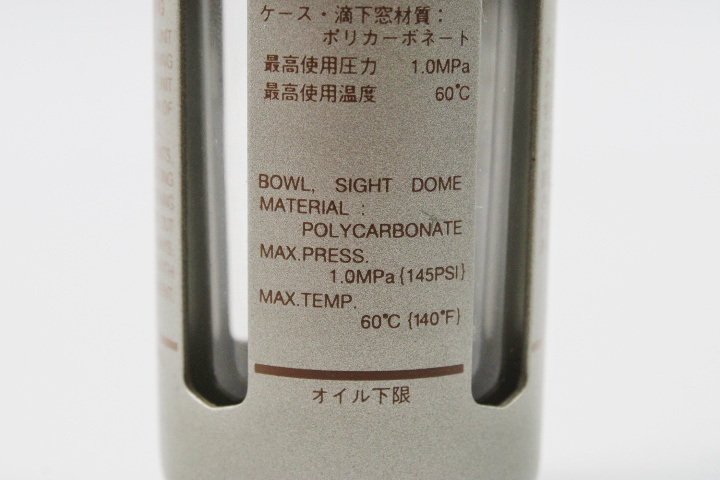 ケース・滴下窓材質：
ポリカーボネート
最高使用圧力 1.0MPa
最高使用温度 60℃
BOWL, SIGHT DOME
MATERIAL :
POLYCARBONATE
MAX.PRESS.
1.0MPa {145PSI}
MAX.TEMP.
60℃ {140°F}
オイル下限